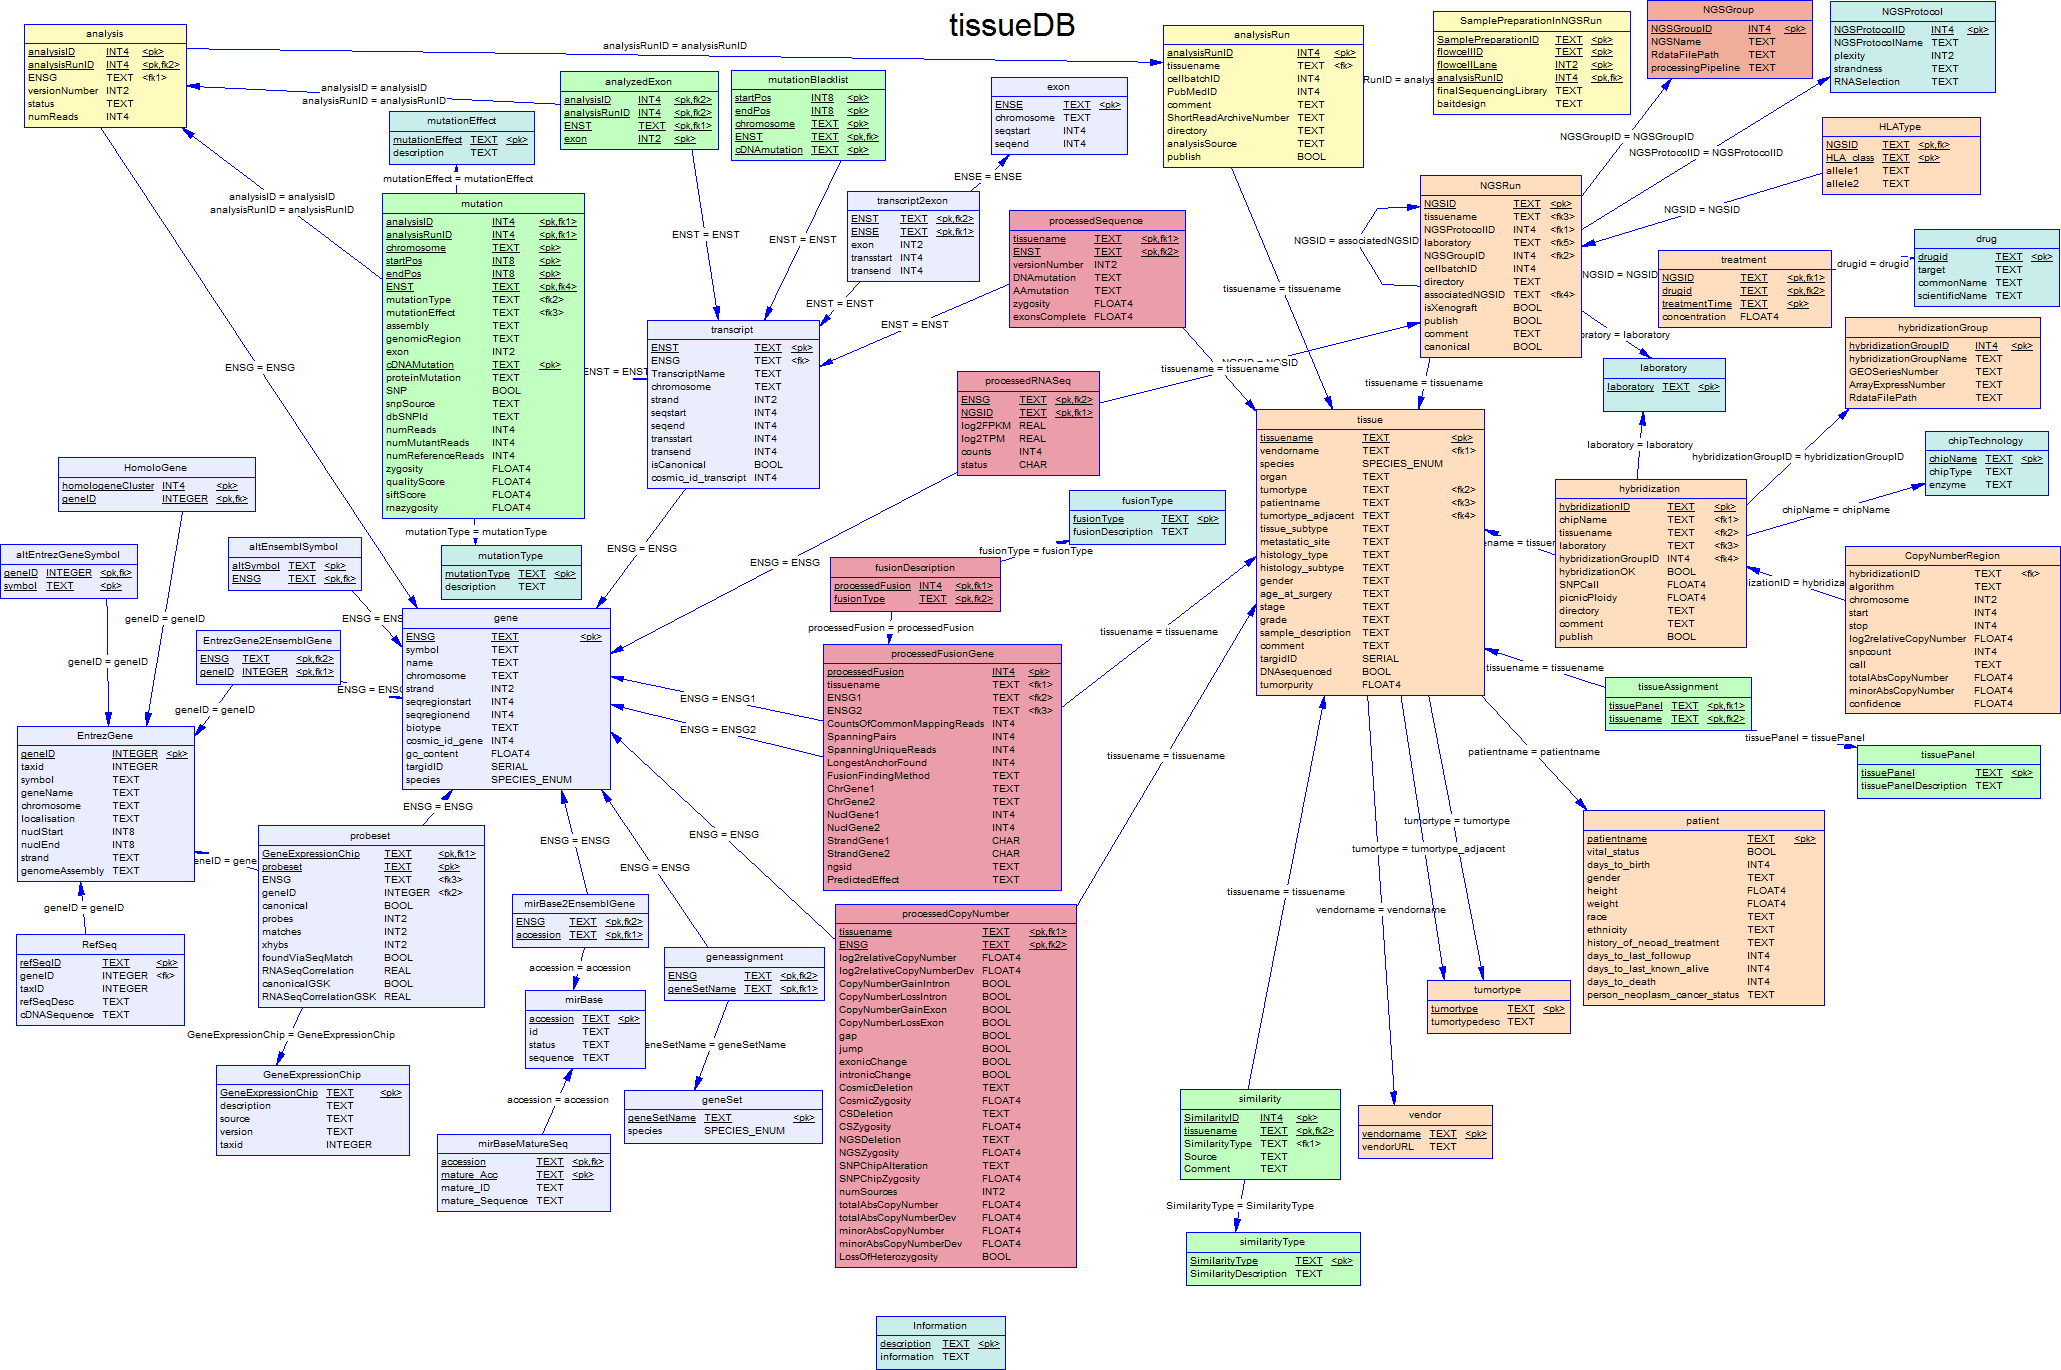 tissueDB
analysis
analysisID INT4 <pk>
analysisRunID INT4 <pk,fk2>
ENSG TEXT <fk1>
versionNumber INT2
status TEXT
numReads INT4
analysisRunID = analysisRunID
analysisID = analysisID
analysisRunID = analysisRunID
analyzedExon
analysisID INT4 <pk,fk2>
analysisRunID INT4 <pk,fk2>
ENST TEXT <pk,fk1>
exon INT2 <pk>
mutationBlacklist
startPos INT8 <pk>
endPos INT8 <pk>
chromosome TEXT <pk>
ENST TEXT <pk,fk>
cDNAmutation TEXT <pk>
exon
ENSE TEXT <pk>
chromosome TEXT
seqstart INT4
seqend INT4
analysisRun
analysisRunID INT4 <pk>
tissuename TEXT <fk>
cellbatchID INT4
PubMedID INT4
comment TEXT
ShortReadArchiveNumber TEXT
directory TEXT
analysisSource TEXT
publish BOOL
RunID = analys
SamplePreparationInNGSRun
SamplePreparationID TEXT <pk>
flowcellID TEXT <pk>
flowcellLane INT2 <pk>
analysisRunID INT4 <pk,fk>
finalSequencingLibrary TEXT
baitdesign TEXT
NGSGroup
NGSGroupID INT4 <pk>
NGSName TEXT
RdataFilePath TEXT
processingPipeline TEXT
NGSProtocol
NGSProtocolID INT4 <pk>
NGSProtocolName TEXT
plexity INT2
strandness TEXT
RNASelection TEXT
NGSGroupID = NGSGroupID
NGSProtocolID = NGSProtocolID
HLAType
NGSID TEXT <pk,fk>
HLA_class TEXT <pk>
allele1 TEXT
allele2 TEXT
NGSID = NGSID
mutationEffect
mutationEffect TEXT <pk>
description TEXT
mutationEffect = mutationEffect
analysisID = analysisID
analysisRunID = analysisRunID
mutation
analysisID INT4 <pk,fk1>
analysisRunID INT4 <pk,fk1>
chromosome TEXT <pk>
startPos INT8 <pk>
endPos INT8 <pk>
ENST TEXT <pk,fk4>
mutationType TEXT <fk2>
mutationEffect TEXT <fk3>
assembly TEXT
genomicRegion TEXT
exon INT2
cDNAMutation TEXT <pk>
proteinMutation TEXT
SNP BOOL
snpSource TEXT
dbSNPId TEXT
numReads INT4
numMutantReads INT4
numReferenceReads INT4
zygosity FLOAT4
qualityScore FLOAT4
siftScore FLOAT4
rnazygosity FLOAT4
mutationType = mutationType
mutationType
mutationType TEXT <pk>
description TEXT
ENST = ENST
ENST = ENST
ENSE = ENSE
transcript2exon
ENST TEXT <pk,fk2>
ENSE TEXT <pk,fk1>
exon INT2
transstart INT4
transend INT4
ENST = ENST
processedSequence
tissuename TEXT <pk,fk1>
ENST TEXT <pk,fk2>
versionNumber INT2
DNAmutation TEXT
AAmutation TEXT
zygosity FLOAT4
exonsComplete FLOAT4
ENST = ENST
tissuename = tissuename
NGSRun
NGSID TEXT <pk>
tissuename TEXT <fk3>
NGSProtocolID INT4 <fk1>
laboratory TEXT <fk5>
NGSGroupID INT4 <fk2>
cellbatchID INT4
directory TEXT
associatedNGSID TEXT <fk4>
isXenograft BOOL
publish BOOL
comment TEXT
canonical BOOL
NGSID = associatedNGSID
NGSID = NGSID
treatment
NGSID TEXT <pk,fk1>
drugid TEXT <pk,fk2>
treatmentTime TEXT <pk>
concentration FLOAT4
drugid = drugid
drug
drugid TEXT <pk>
target TEXT
commonName TEXT
scientificName TEXT
transcript
ENST TEXT <pk>
ENSG TEXT <fk>
TranscriptName TEXT
chromosome TEXT
strand INT2
seqstart INT4
seqend INT4
transstart INT4
transend INT4
isCanonical BOOL
cosmic_id_transcript INT4
ENST = ENST
ENSG = ENSG
ENSG = ENSG
processedRNASeq
ENSG TEXT <pk,fk2>
NGSID TEXT <pk,fk1>
log2FPKM REAL
log2TPM REAL
counts INT4
status CHAR
NGSID = NGSID
tissuename = tissuename
tissuename = tissuename
oratory = laboratory
laboratory
laboratory TEXT <pk>
laboratory = laboratory
hybridizationGroup
hybridizationGroupID INT4 <pk>
hybridizationGroupName TEXT
GEOSeriesNumber TEXT
ArrayExpressNumber TEXT
RdataFilePath TEXT
hybridizationGroupID = hybridizationGroupID
chipTechnology
chipName TEXT <pk>
chipType TEXT
enzyme TEXT
chipName = chipName
tissue
tissuename TEXT <pk>
vendorname TEXT <fk1>
species SPECIES_ENUM
organ TEXT
tumortype TEXT <fk2>
patientname TEXT <fk3>
tumortype_adjacent TEXT <fk4>
tissue_subtype TEXT
metastatic_site TEXT
histology_type TEXT
histology_subtype TEXT
gender TEXT
age_at_surgery TEXT
stage TEXT
grade TEXT
sample_description TEXT
comment TEXT
targidID SERIAL
DNAsequenced BOOL
tumorpurity FLOAT4
hybridization
hybridizationID TEXT <pk>
chipName TEXT <fk1>
tissuename TEXT <fk2>
laboratory TEXT <fk3>
hybridizationGroupID INT4 <fk4>
hybridizationOK BOOL
SNPCall FLOAT4
picnicPloidy FLOAT4
directory TEXT
comment TEXT
publish BOOL
ename = tissuen
izationID = hybridiza
CopyNumberRegion
hybridizationID TEXT <fk>
algorithm TEXT
chromosome INT2
start INT4
stop INT4
log2relativeCopyNumber FLOAT4
snpcount INT4
call TEXT
totalAbsCopyNumber FLOAT4
minorAbsCopyNumber FLOAT4
confidence FLOAT4
HomoloGene
homologeneCluster INT4 <pk>
geneID INTEGER <pk,fk>
altEntrezGeneSymbol
geneID INTEGER <pk,fk>
symbol TEXT <pk>
altEnsemblSymbol
altSymbol TEXT <pk>
ENSG TEXT <pk,fk>
ENSG = ENSG
geneID = geneID
geneID = geneID
EntrezGene2EnsemblGene
ENSG TEXT <pk,fk2>
geneID INTEGER <pk,fk1>
ENSG = ENSG
geneID = geneID
gene
ENSG TEXT <pk>
symbol TEXT
name TEXT
chromosome TEXT
strand INT2
seqregionstart INT4
seqregionend INT4
biotype TEXT
cosmic_id_gene INT4
gc_content FLOAT4
targidID SERIAL
species SPECIES_ENUM
ENSG = ENSG
ENSG = ENSG
fusionType
fusionType TEXT <pk>
fusionDescription TEXT
fusionType = fusionType
fusionDescription
processedFusion INT4 <pk,fk1>
fusionType TEXT <pk,fk2>
processedFusion = processedFusion
processedFusionGene
processedFusion INT4 <pk>
tissuename TEXT <fk1>
ENSG1 TEXT <fk2>
ENSG2 TEXT <fk3>
CountsOfCommonMappingReads INT4
SpanningPairs INT4
SpanningUniqueReads INT4
LongestAnchorFound INT4
FusionFindingMethod TEXT
ChrGene1 TEXT
ChrGene2 TEXT
NuclGene1 INT4
NuclGene2 INT4
StrandGene1 CHAR
StrandGene2 CHAR
ngsid TEXT
PredictedEffect TEXT
ENSG = ENSG1
ENSG = ENSG2
tissuename = tissuename
tissuename = tissuename
tissuename = tissuename
tissueAssignment
tissuePanel TEXT <pk,fk1>
tissuename TEXT <pk,fk2>
tissuePanel = tissuePanel
tissuePanel
tissuePanel TEXT <pk>
tissuePanelDescription TEXT
patientname = patientname
patient
patientname TEXT <pk>
vital_status BOOL
days_to_birth INT4
gender TEXT
height FLOAT4
weight FLOAT4
race TEXT
ethnicity TEXT
history_of_neoad_treatment TEXT
days_to_last_followup INT4
days_to_last_known_alive INT4
days_to_death INT4
person_neoplasm_cancer_status TEXT
tumortype = tumortype
tumortype = tumortype_adjacent
tissuename = tissuename
vendorname = vendorname
tumortype
tumortype TEXT <pk>
tumortypedesc TEXT
EntrezGene
geneID INTEGER <pk>
taxid INTEGER
symbol TEXT
geneName TEXT
chromosome TEXT
localisation TEXT
nuclStart INT8
nuclEnd INT8
strand TEXT
genomeAssembly TEXT
eneID = gene
geneID = geneID
RefSeq
refSeqID TEXT <pk>
geneID INTEGER <fk>
taxID INTEGER
refSeqDesc TEXT
cDNASequence TEXT
probeset
GeneExpressionChip TEXT <pk,fk1>
probeset TEXT <pk>
ENSG TEXT <fk3>
geneID INTEGER <fk2>
canonical BOOL
probes INT2
matches INT2
xhybs INT2
foundViaSeqMatch BOOL
RNASeqCorrelation REAL
canonicalGSK BOOL
RNASeqCorrelationGSK REAL
GeneExpressionChip = GeneExpressionChip
GeneExpressionChip
GeneExpressionChip TEXT <pk>
description TEXT
source TEXT
version TEXT
taxid INTEGER
ENSG = ENSG
ENSG = ENSG
ENSG = ENSG
mirBase2EnsemblGene
ENSG TEXT <pk,fk2>
accession TEXT <pk,fk1>
accession = accession
mirBase
accession TEXT <pk>
id TEXT
status TEXT
sequence TEXT
accession = accession
mirBaseMatureSeq
accession TEXT <pk,fk>
mature_Acc TEXT <pk>
mature_ID TEXT
mature_Sequence TEXT
geneassignment
ENSG TEXT <pk,fk2>
geneSetName TEXT <pk,fk1>
eneSetName = geneSetName
geneSet
geneSetName TEXT <pk>
species SPECIES_ENUM
processedCopyNumber
tissuename TEXT <pk,fk1>
ENSG TEXT <pk,fk2>
log2relativeCopyNumber FLOAT4
log2relativeCopyNumberDev FLOAT4
CopyNumberGainIntron BOOL
CopyNumberLossIntron BOOL
CopyNumberGainExon BOOL
CopyNumberLossExon BOOL
gap BOOL
jump BOOL
exonicChange BOOL
intronicChange BOOL
CosmicDeletion TEXT
CosmicZygosity FLOAT4
CSDeletion TEXT
CSZygosity FLOAT4
NGSDeletion TEXT
NGSZygosity FLOAT4
SNPChipAlteration TEXT
SNPChipZygosity FLOAT4
numSources INT2
totalAbsCopyNumber FLOAT4
totalAbsCopyNumberDev FLOAT4
minorAbsCopyNumber FLOAT4
minorAbsCopyNumberDev FLOAT4
LossOfHeterozygosity BOOL
similarity
SimilarityID INT4 <pk>
tissuename TEXT <pk,fk2>
SimilarityType TEXT <fk1>
Source TEXT
Comment TEXT
SimilarityType = SimilarityType
similarityType
SimilarityType TEXT <pk>
SimilarityDescription TEXT
vendor
vendorname TEXT <pk>
vendorURL TEXT
Information
description TEXT <pk>
information TEXT